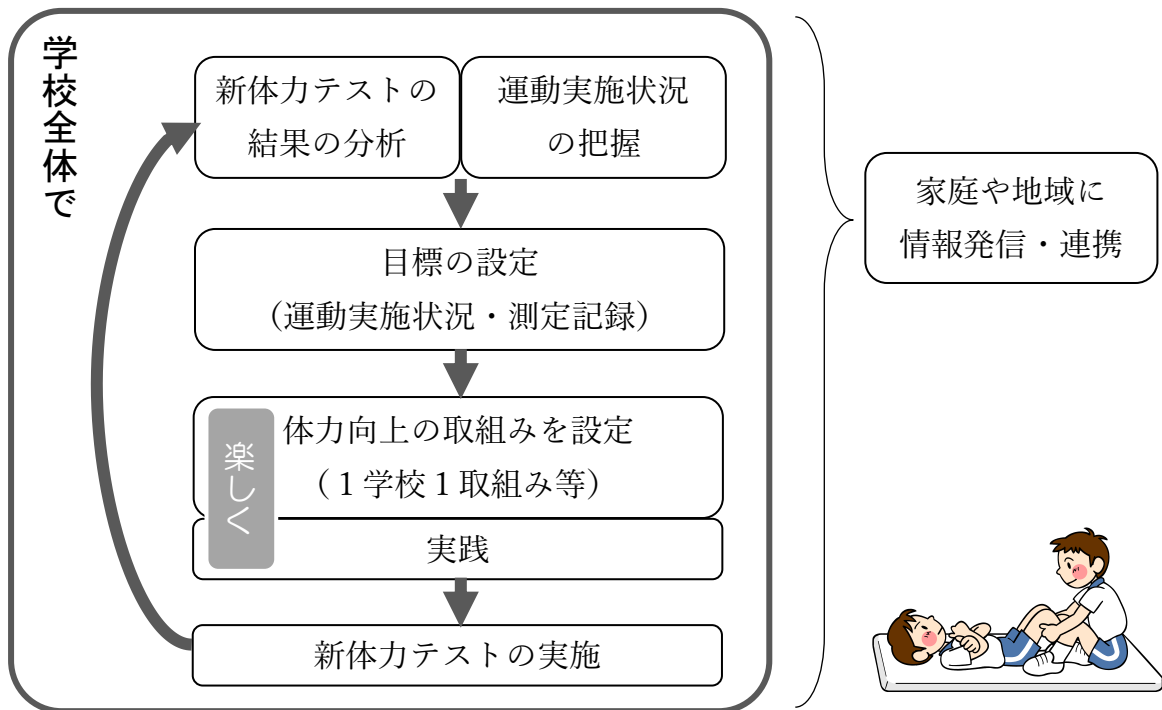 学校全体で
新体力テストの
結果の分析
運動実施状況
の把握
目標の設定
（運動実施状況・測定記録）
楽しく
体力向上の取組みを設定
（１学校１取組み等）
実践
新体力テストの実施
家庭や地域に
情報発信・連携